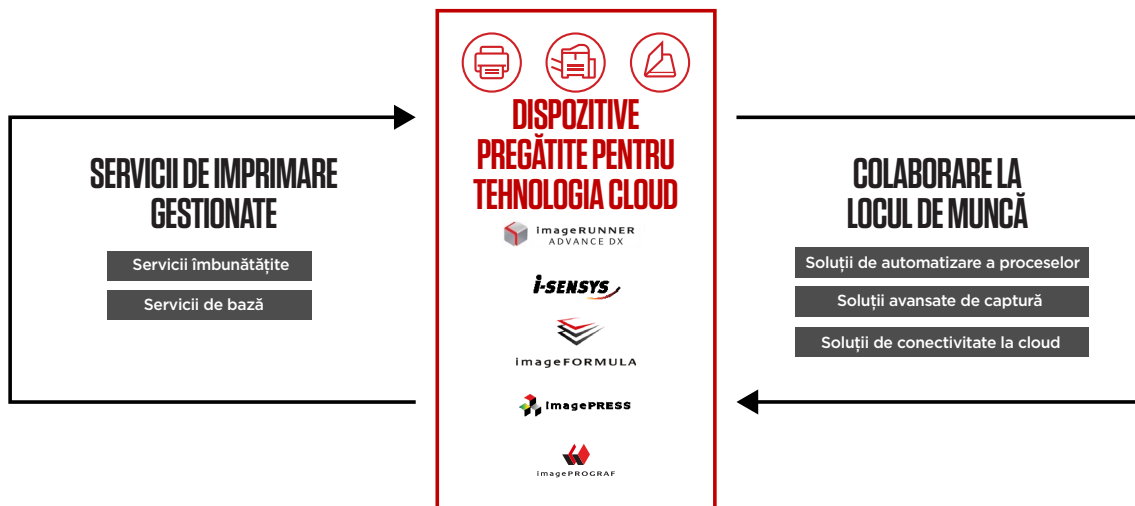 SERVICII DE IMPRIMARE
GESTIONATE
Servicii îmbunătățite
Servicii de bază
DISPOZITIVE
PREGĂTITE PENTRU
TEHNOLOGIA CLOUD
imageRUNNER
ADVANCE DX
i-SENSYS
imageFORMULA
imagePRESS
imagePROGRAF
COLABORARE LA
LOCUL DE MUNCĂ
Soluții de automatizare a proceselor
Soluții avansate de captură
Soluții de conectivitate la cloud